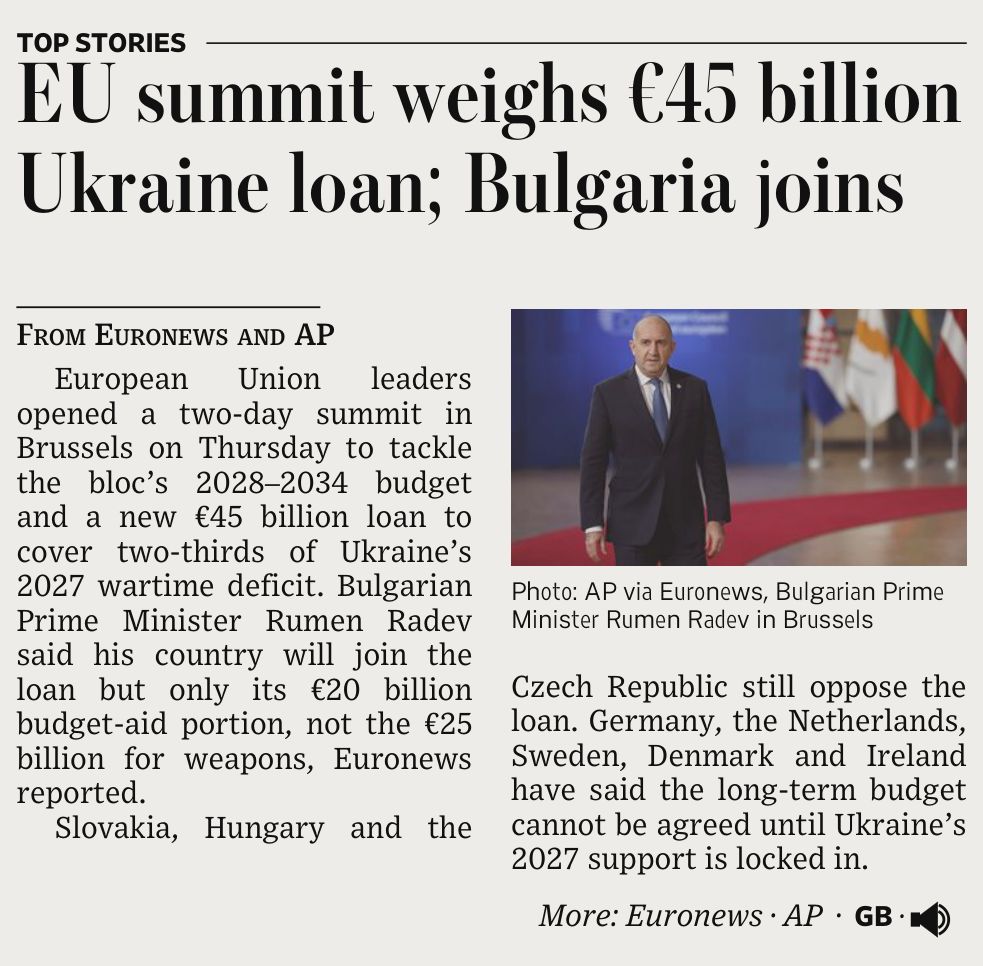 TOP STORIES
EU summit weighs €45 billion
Ukraine loan; Bulgaria joins
FROM EURONEWS AND AP
European Union leaders
opened a two-day summit in
Brussels on Thursday to tackle
the bloc’s 2028–2034 budget
and a new €45 billion loan to
cover two-thirds of Ukraine’s
2027 wartime deficit. Bulgarian
Prime Minister Rumen Radev
said his country will join the
loan but only its €20 billion
budget-aid portion, not the €25
billion for weapons, Euronews
reported.
Slovakia, Hungary and the
Photo: AP via Euronews, Bulgarian Prime
Minister Rumen Radev in Brussels
Czech Republic still oppose the
loan. Germany, the Netherlands,
Sweden, Denmark and Ireland
have said the long-term budget
cannot be agreed until Ukraine’s
2027 support is locked in.
More: Euronews · AP · GB ·